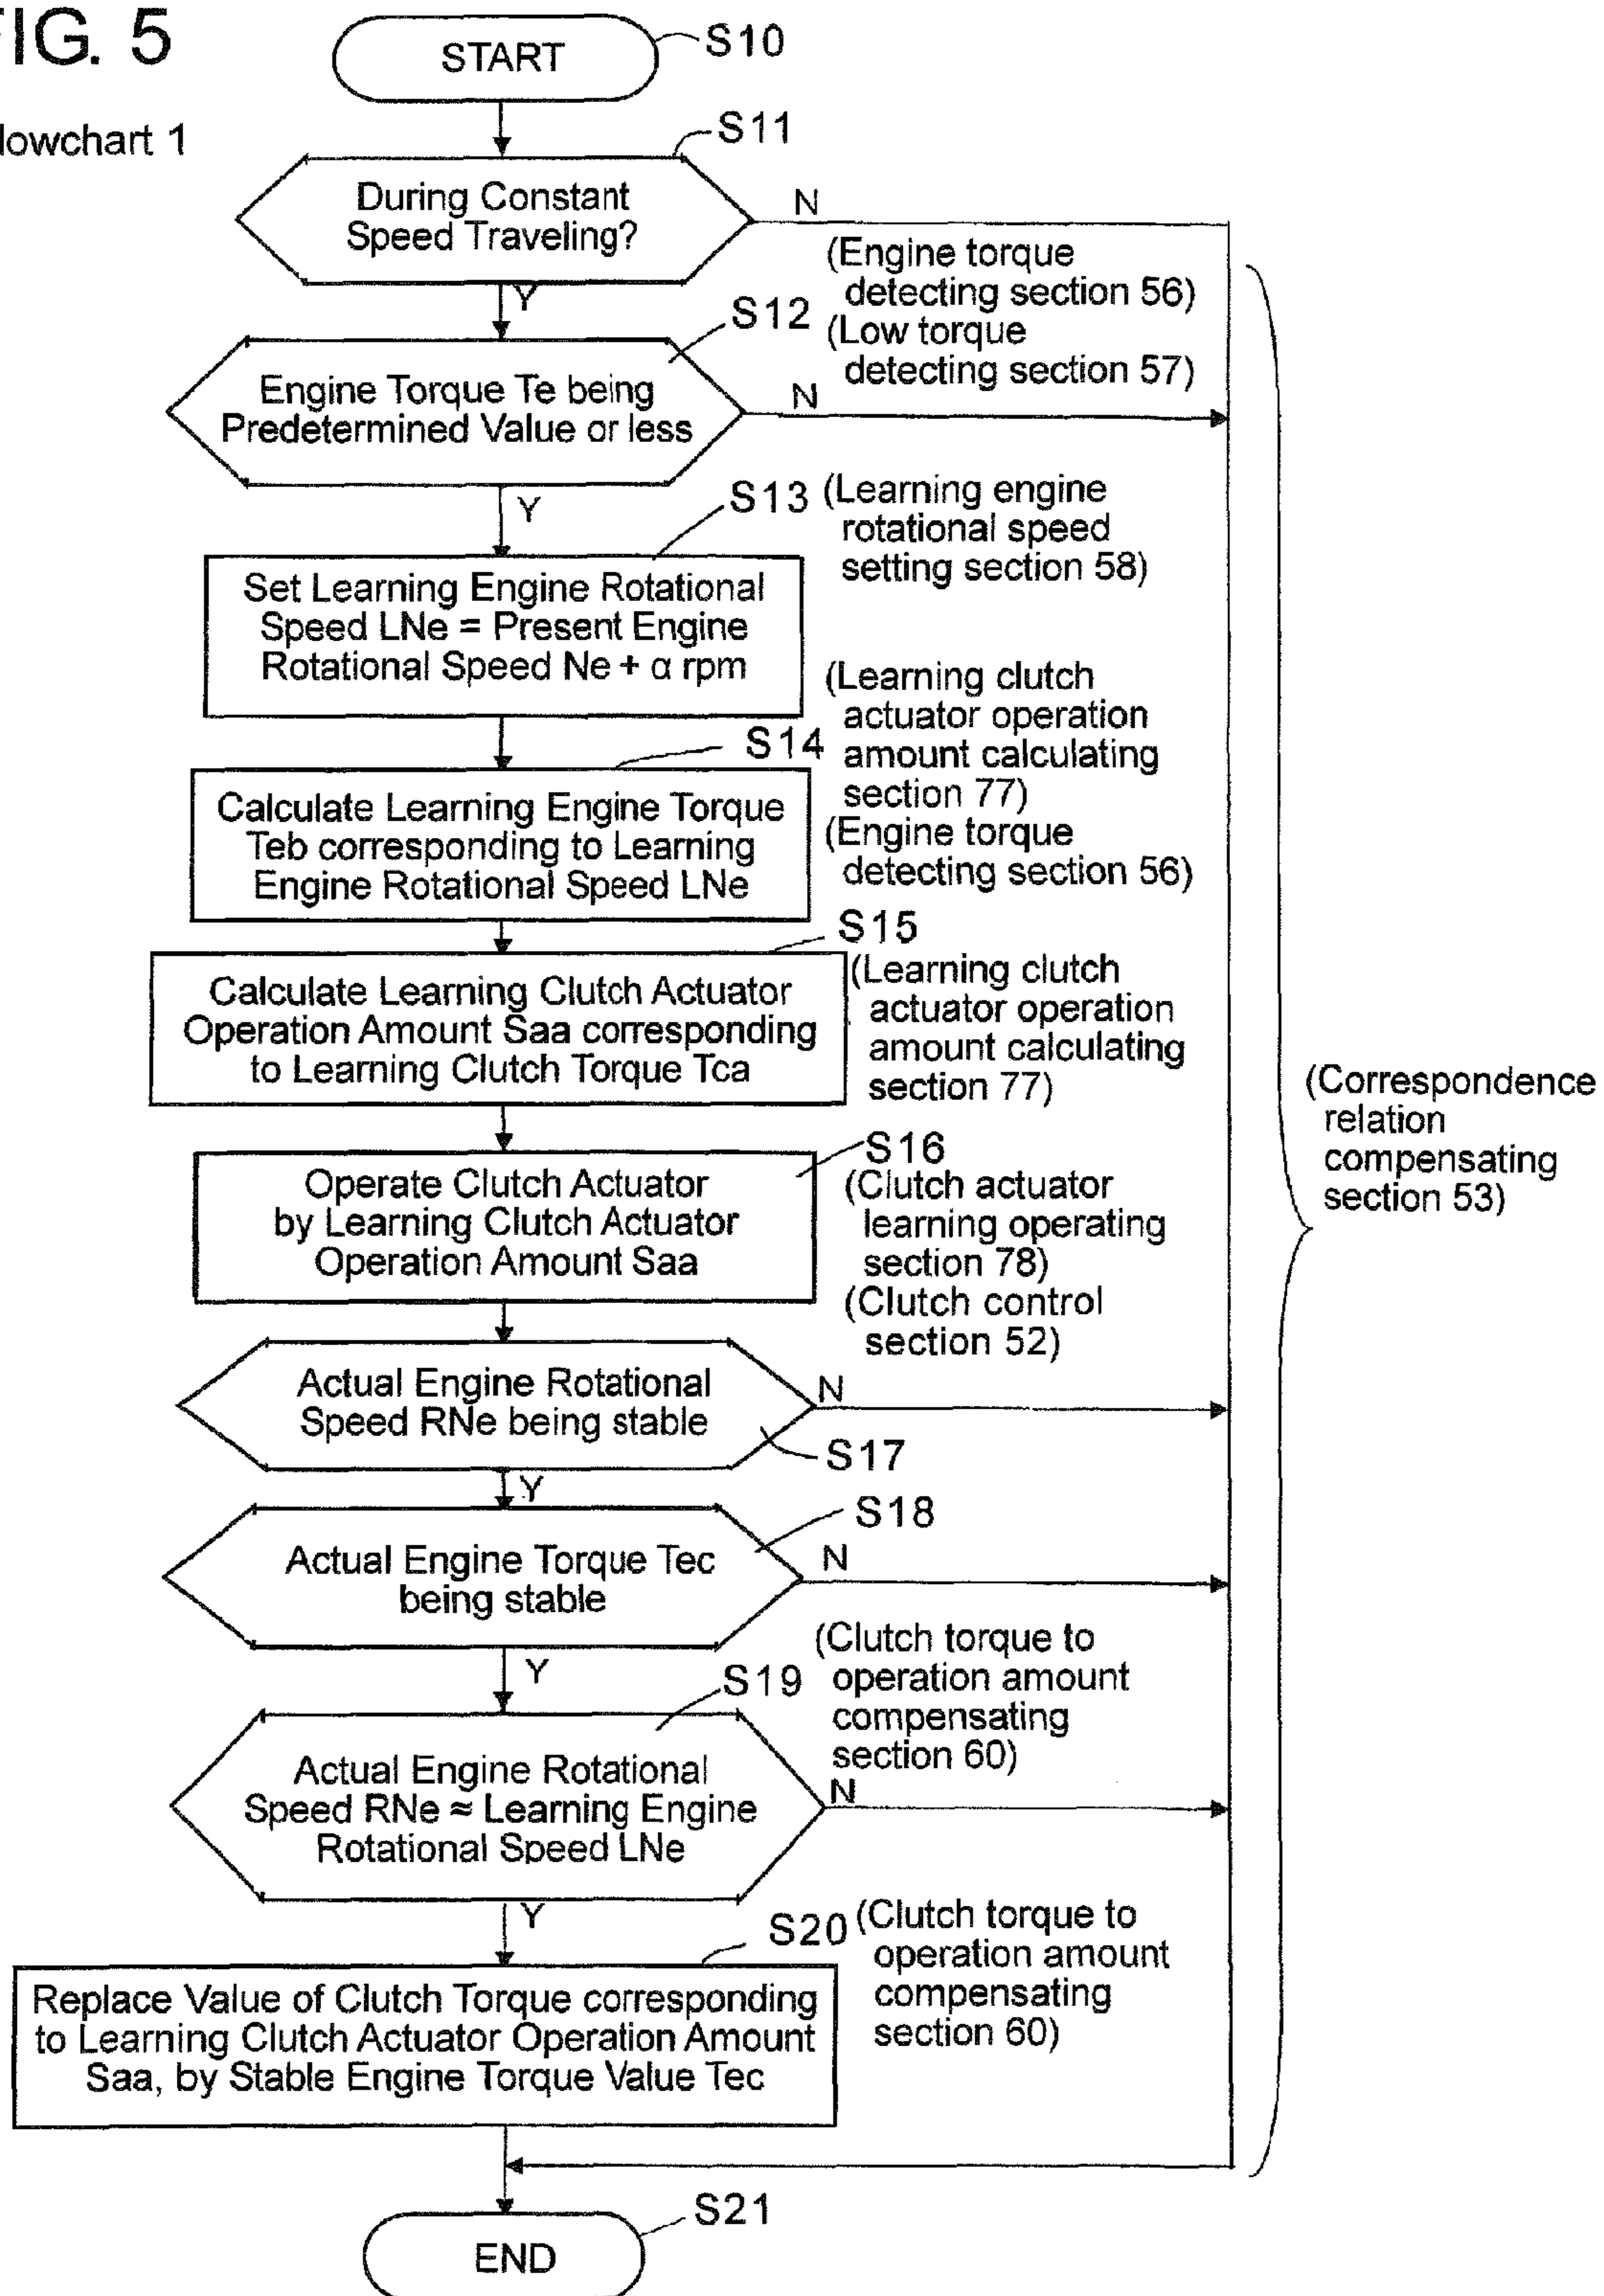 FIG. 5
lowchart 1
START
S10
S11
During Constant
Speed Traveling?
N
Y
(Engine torque
detecting section 56)
(Low torque
detecting section 57)
S12
Engine Torque Te being
Predetermined Value or less
N
Y
S13
(Learning engine
rotational speed
setting section 58)
Set Learning Engine Rotational
Speed LNe = Present Engine
Rotational Speed Ne + α rpm
S14
(Learning clutch
actuator operation
amount calculating
section 77)
(Engine torque
detecting section 56)
Calculate Learning Engine Torque
Teb corresponding to Learning
Engine Rotational Speed LNe
S15
(Learning clutch
actuator operation
amount calculating
section 77)
Calculate Learning Clutch Actuator
Operation Amount Saa corresponding
to Learning Clutch Torque Tca
S16
(Clutch actuator
learning operating
section 78)
(Clutch control
section 52)
Operate Clutch Actuator
by Learning Clutch Actuator
Operation Amount Saa
Actual Engine Rotational
Speed RNe being stable
N
S17
Y
S18
Actual Engine Torque Tec
being stable
N
Y
S19
(Clutch torque to
operation amount
compensating
section 60)
Actual Engine Rotational
Speed RNe ≈ Learning Engine
Rotational Speed LNe
N
Y
S20
(Clutch torque to
operation amount
compensating
section 60)
Replace Value of Clutch Torque corresponding
to Learning Clutch Actuator Operation Amount
Saa, by Stable Engine Torque Value Tec
S21
END
(Correspondence
relation
compensating
section 53)